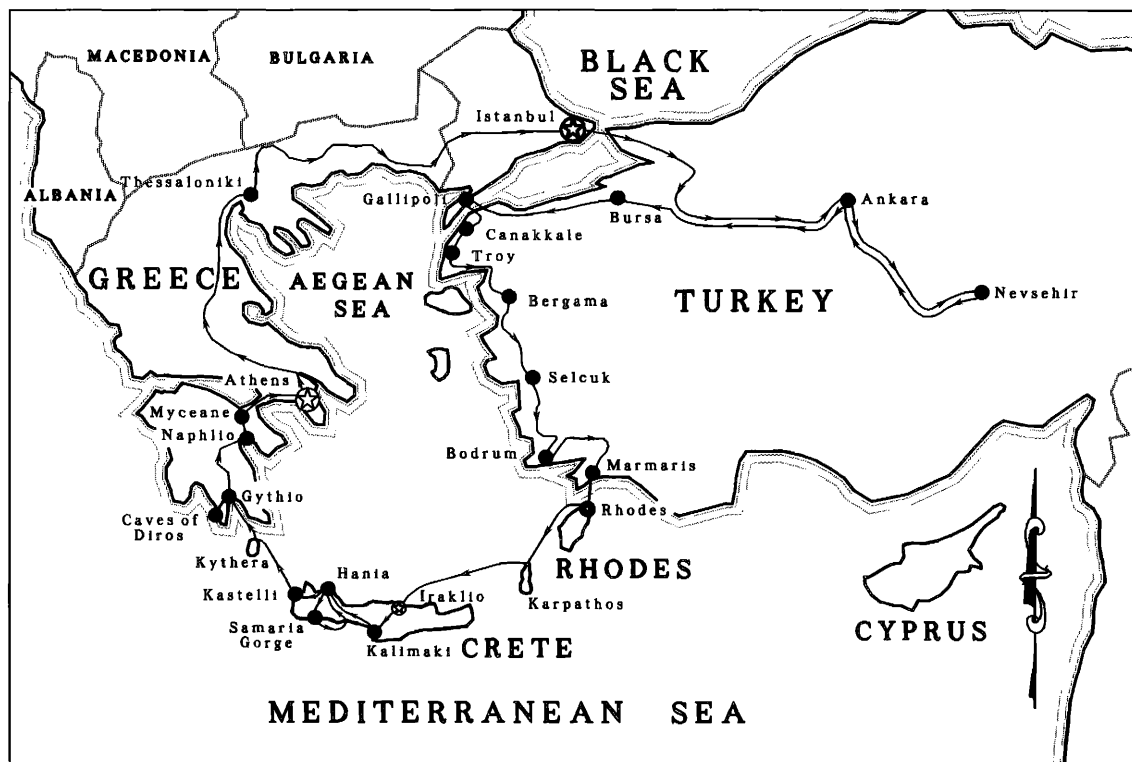 MACEDONIA
BULGARIA
BLACK
SEA
Istanbul
ALBANIA
Thessaloniki
Gallipoli
Bursa
Ankara
Canakkale
Troy
GREECE
AEGEAN
SEA
Bergama
TURKEY
Nevsehir
Athens
Selcuk
Myceane
Naphlio
Bodrum
Marmaris
Gythio
Rhodes
Caves of
Diros
Kythera
RHODES
Hania
Kastelli
Iraklio
Karpathos
Samaria
Gorge
Kalimaki
CRETE
CYPRUS
MEDITERRANEAN SEA